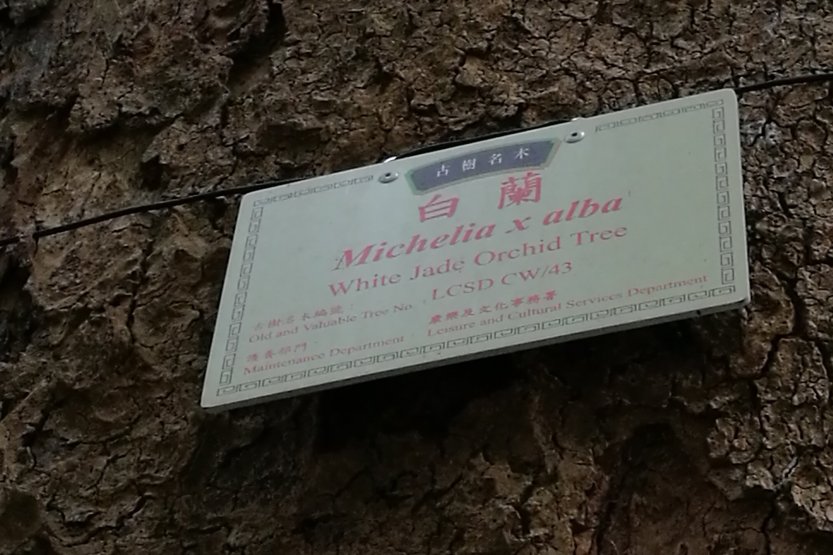 古樹名木
白蘭
Michelia x alba
White Jade Orchid Tree
古樹名木編號：
Old and Valuable Tree No : LCSD CW/43
護養部門 康樂及文化事務署
Maintenance Department Leisure and Cultural Services Department